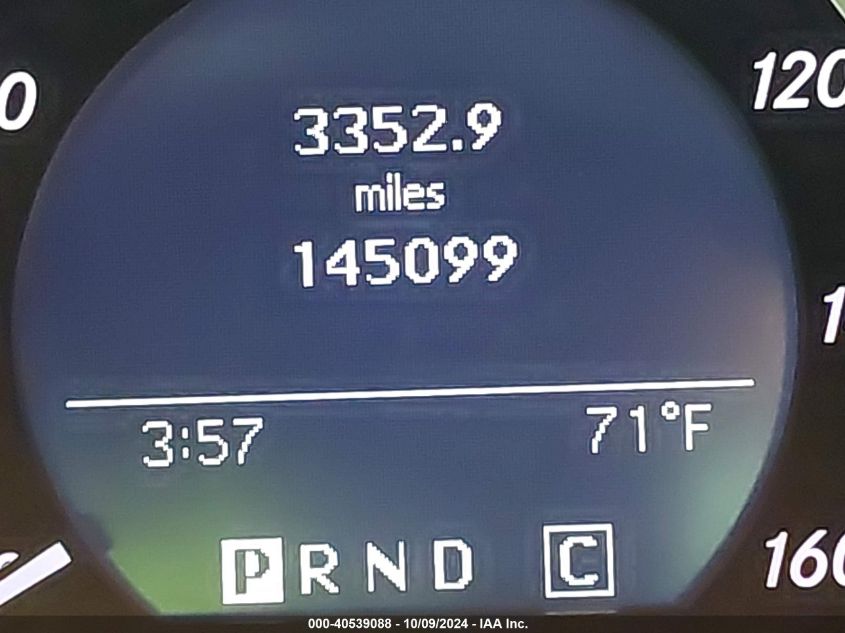 3352.9
miles
145099
120
3:57 71°F
P R N D C
160
000-40539088 - 10/09/2024 - IAA Inc.